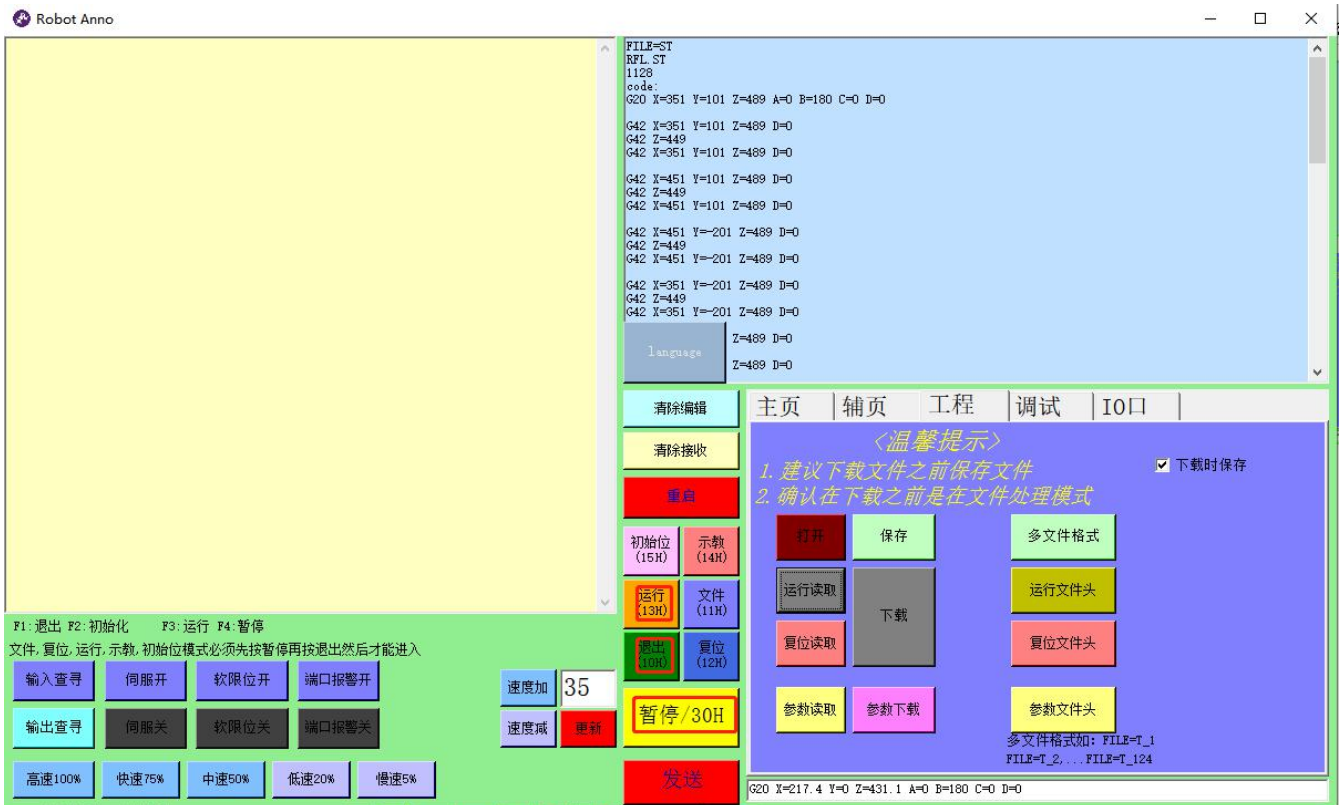 Robot Anno
FILE=ST
RFL.ST
1128
code:
G20 X=351 Y=101 Z=489 A=0 B=180 C=0 D=0
G42 X=351 Y=101 Z=489 D=0
G42 Z=449
G42 X=351 Y=101 Z=489 D=0
G42 X=451 Y=101 Z=489 D=0
G42 Z=449
G42 X=451 Y=101 Z=489 D=0
G42 X=451 Y=-201 Z=489 D=0
G42 Z=449
G42 X=451 Y=-201 Z=489 D=0
G42 X=351 Y=-201 Z=489 D=0
G42 Z=449
G42 X=351 Y=-201 Z=489 D=0
Z=489 D=0
language
Z=489 D=0
清除编辑
清除接收
重启
初始位
(15H)
示教
(14H)
运行
(13H)
文件
(11H)
退出
(10H)
复位
(12H)
暂停/30H
发送
主页
辅页
工程
调试
IO口
<温馨提示>
1.建议下载文件之前保存文件
2.确认在下载之前是在文件处理模式
下载时保存
打开
保存
多文件格式
运行读取
下载
运行文件头
复位读取
复位文件头
参数读取
参数下载
参数文件头
多文件格式如: FILE=T_1
FILE=T_2,...FILE=T_124
G20 X=217.4 Y=0 Z=431.1 A=0 B=180 C=0 D=0
F1:退出 F2:初始化 F3:运行 F4:暂停
文件,复位,运行,示教,初始位模式必须先按暂停再按退出然后才能进入
输入查寻
伺服开
软限位开
端口报警开
速度加
35
输出查寻
伺服关
软限位关
端口报警关
速度减
更新
高速100%
快速75%
中速50%
低速20%
慢速5%